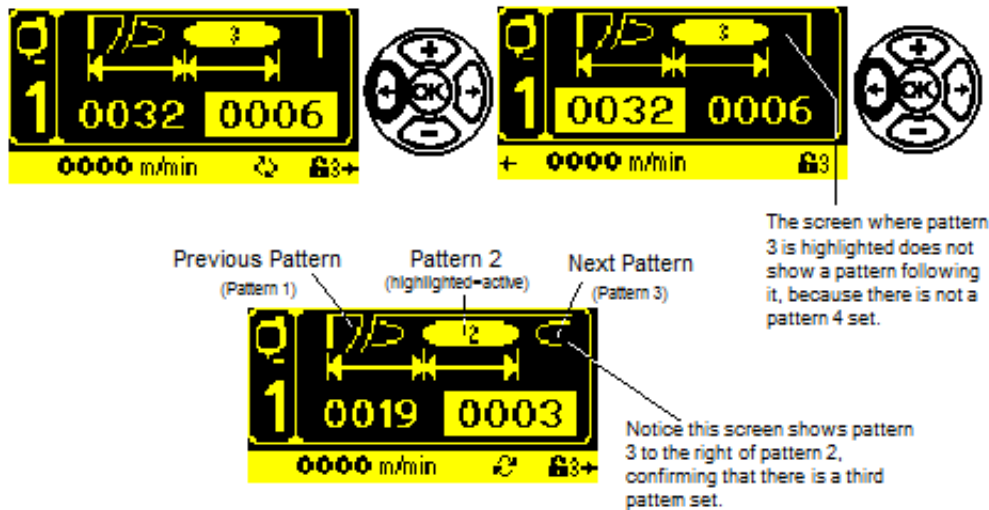 3
1
0032 0006
0000 m/min 3
OK
3
0032 0006
0000 m/min 3
OK
The screen where pattern
3 is highlighted does not
show a pattern following
it, because there is not a
pattern 4 set.
Previous Pattern
(Pattern 1)
Pattern 2
(highlighted=active)
Next Pattern
(Pattern 3)
2
1
0019 0003
0000 m/min 3
Notice this screen shows pattern
3 to the right of pattern 2,
confirming that there is a third
pattern set.